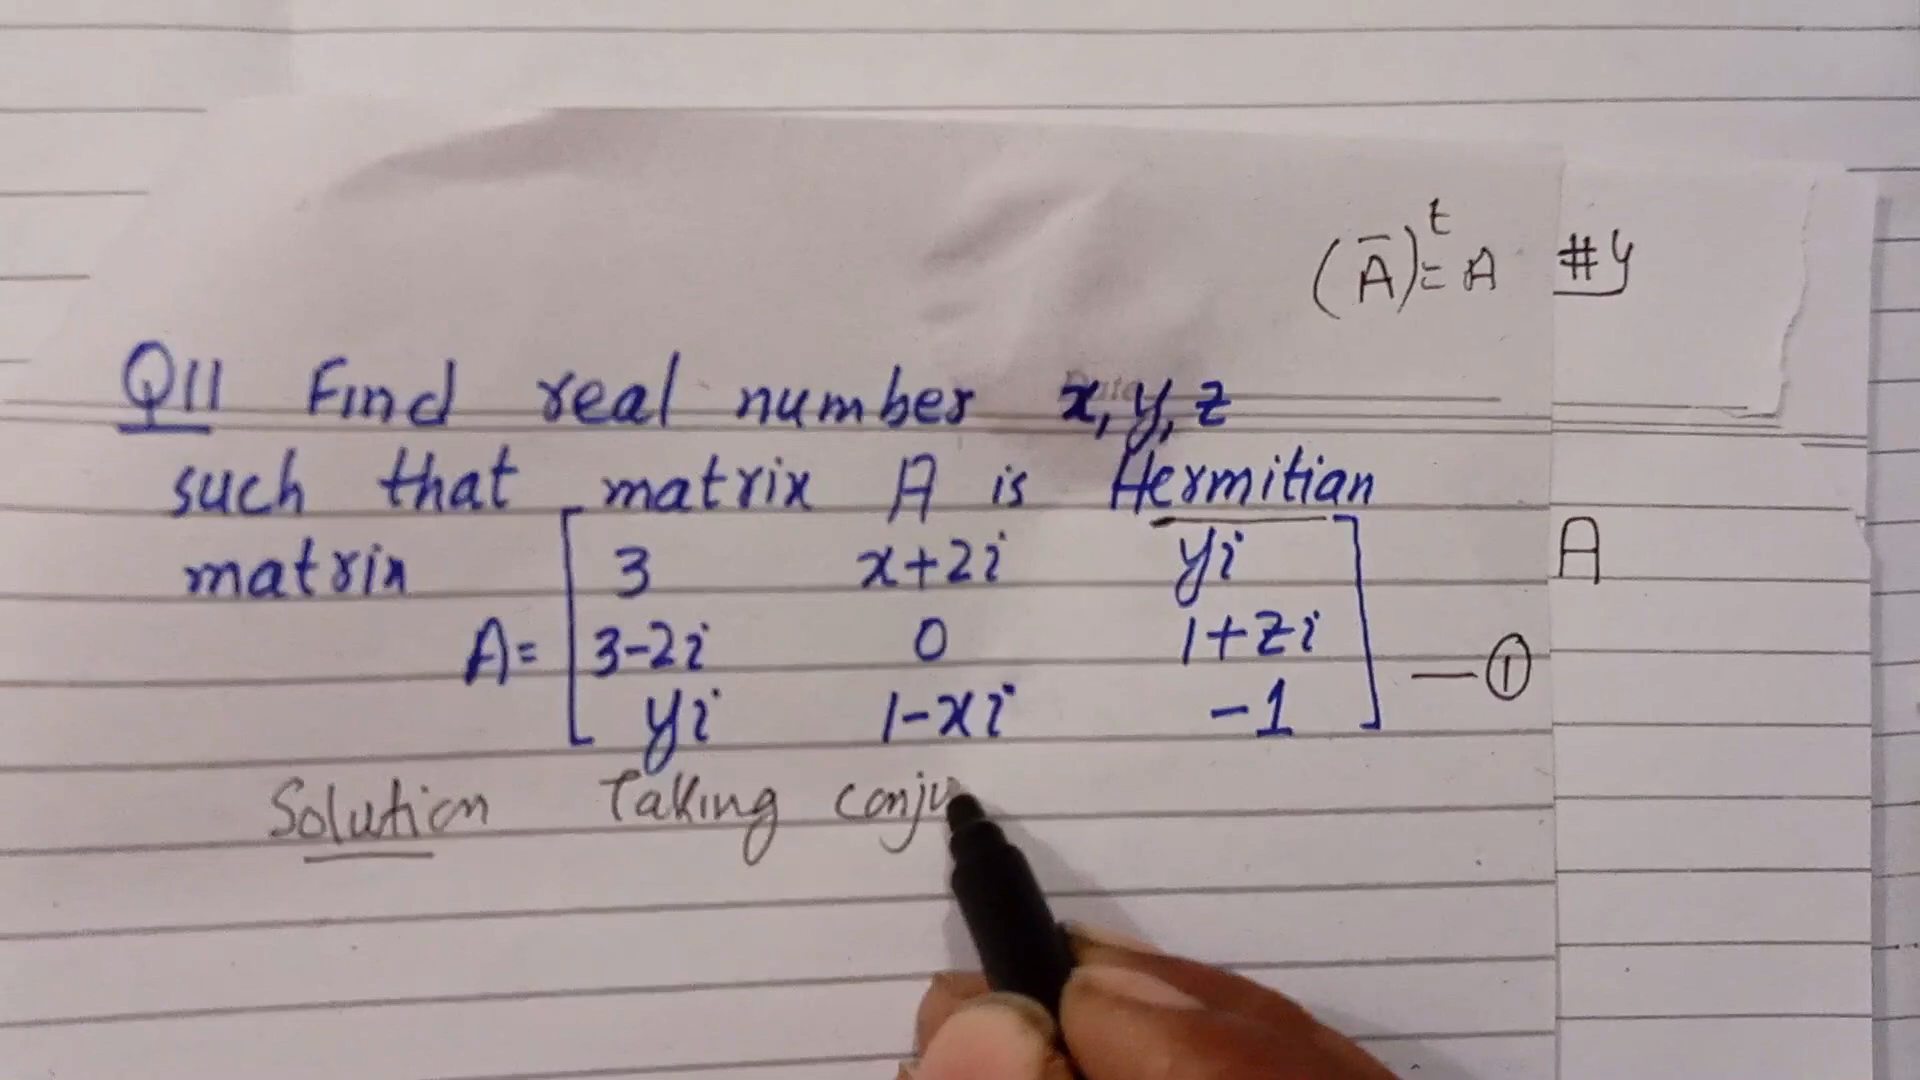 (Ā)ᵗ = A #4
Q11 Find real number x, y, z
such that matrix A is Hermitian
matrix
A = [ 3 x+2i yi
3-2i 0 1+zi
yi 1-xi -1 ] — ①
A
Solution Taking conju